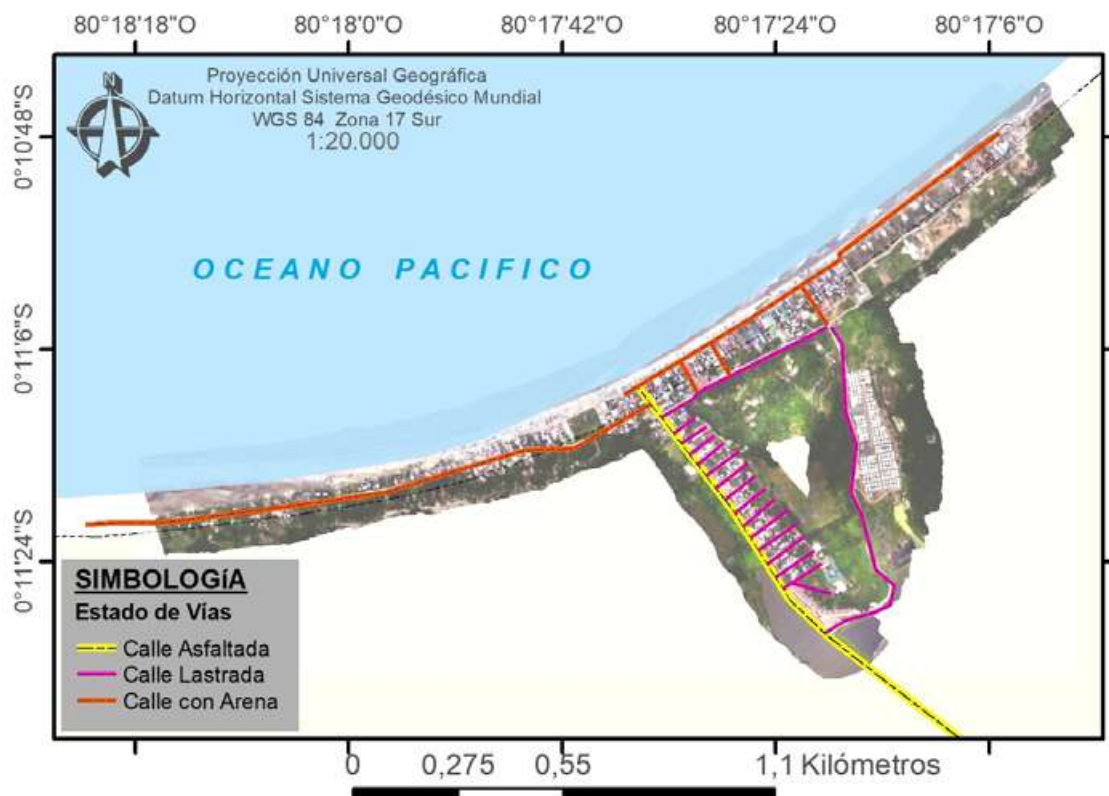 80°18'18"O 80°18'0"O 80°17'42"O 80°17'24"O 80°17'6"O
N
Proyección Universal Geográfica
Datum Horizontal Sistema Geodésico Mundial
WGS 84 Zona 17 Sur
1:20.000
0°10'48"S
OCEANO PACIFICO
0°11'6"S
0°11'24"S
SIMBOLOGíA
Estado de Vías
Calle Asfaltada
Calle Lastrada
Calle con Arena
0 0,275 0,55 1,1 Kilómetros